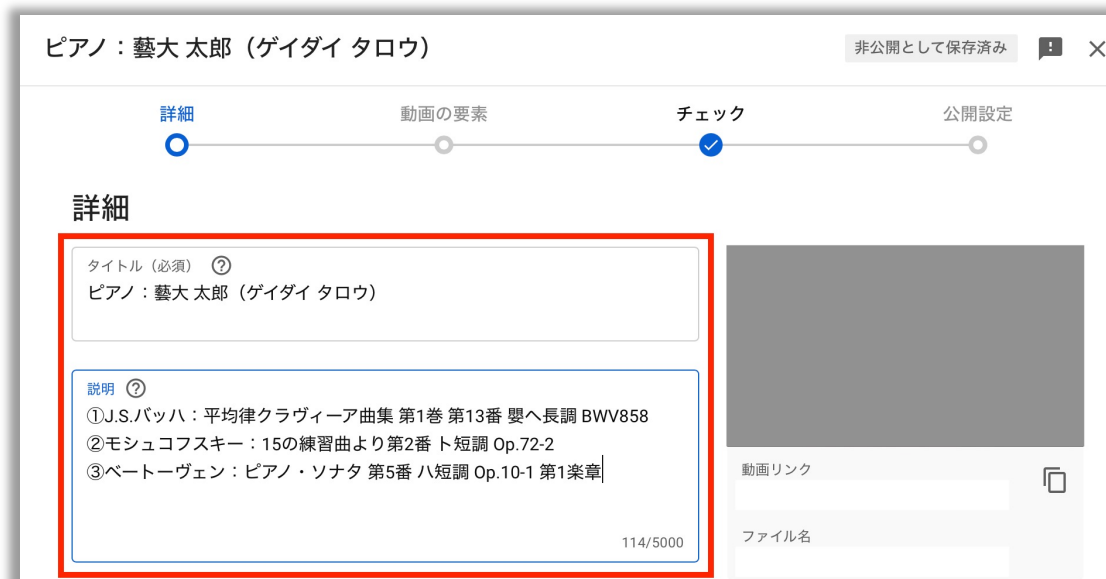 ピアノ：藝大 太郎（ゲイダイ タロウ）
非公開として保存済み
詳細
動画の要素
チェック
公開設定
詳細
タイトル（必須）
ピアノ：藝大 太郎（ゲイダイ タロウ）
説明
①J.S.バッハ：平均律クラヴィーア曲集 第1巻 第13番 嬰ヘ長調 BWV858
②モシュコフスキー：15の練習曲より第2番 ト短調 Op.72-2
③ベートーヴェン：ピアノ・ソナタ 第5番 ハ短調 Op.10-1 第1楽章
114/5000
動画リンク
ファイル名